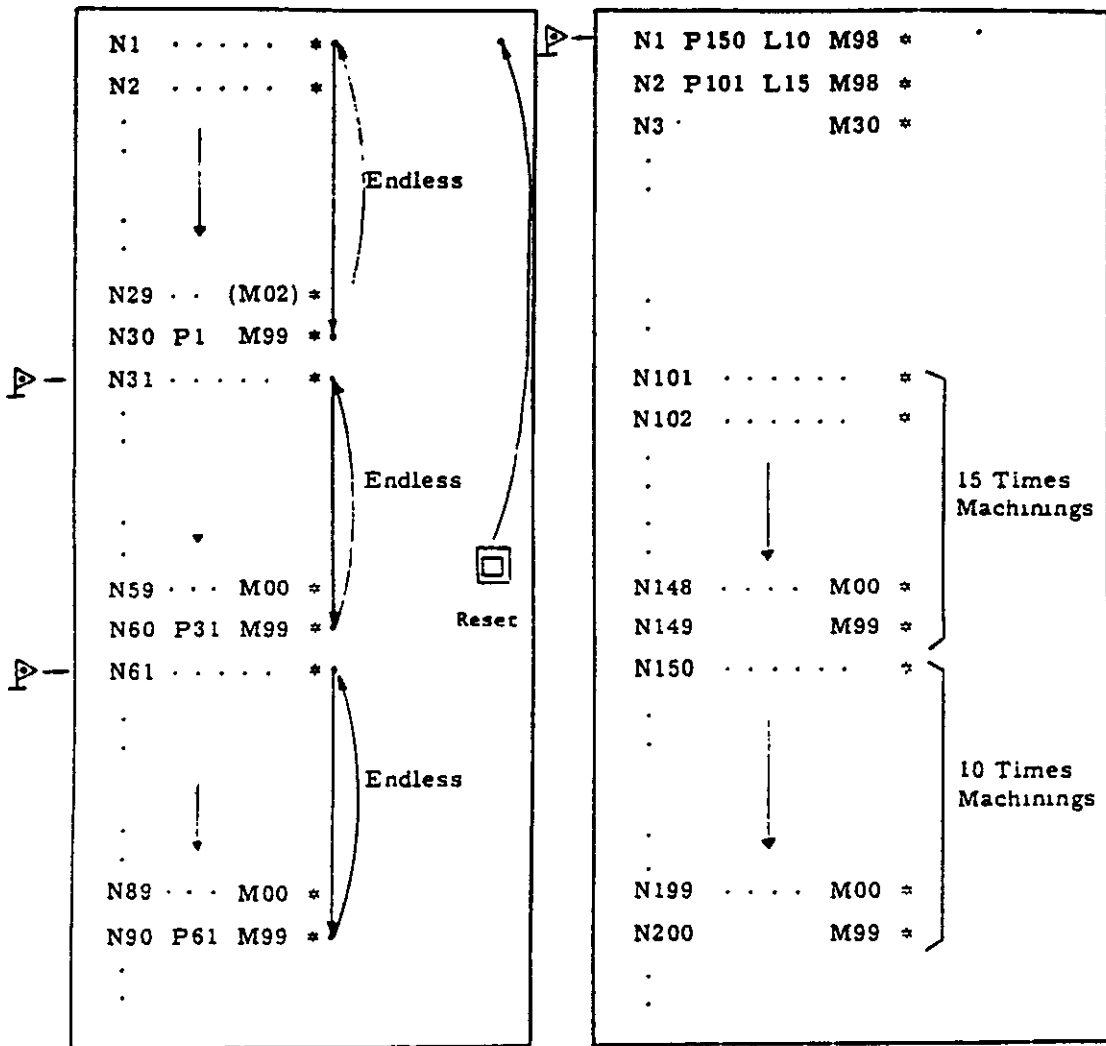 N1 ..... *
N2 ..... *
Endless
N29 .. (M02) *
N30 P1 M99 *
N31 ..... *
Endless
N59 ... M00 *
N60 P31 M99 *
Reset
N61 ..... *
Endless
N89 ... M00 *
N90 P61 M99 *
N1 P150 L10 M98 *
N2 P101 L15 M98 *
N3 M30 *
N101 ...... *
N102 ...... *
15 Times
Machinings
N148 .... M00 *
N149 M99 *
N150 ...... *
10 Times
Machinings
N199 .... M00 *
N200 M99 *